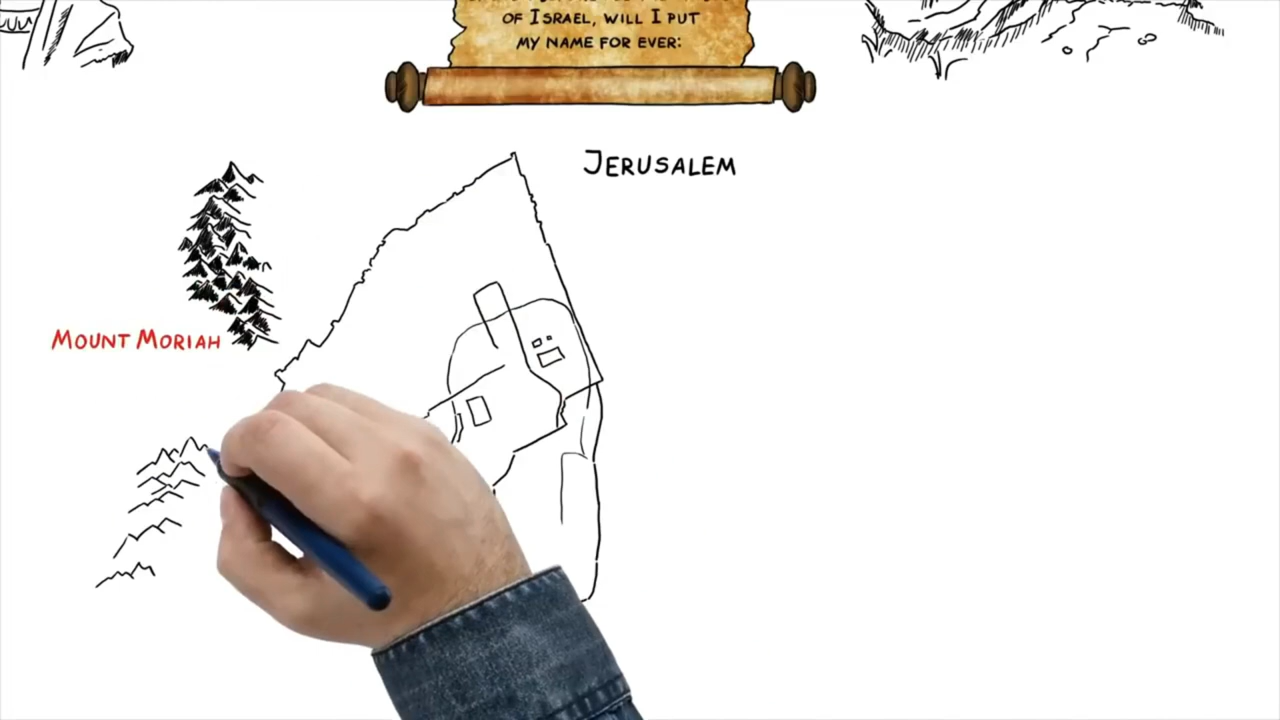 OF ISRAEL, WILL I PUT
MY NAME FOR EVER:
JERUSALEM
MOUNT MORIAH